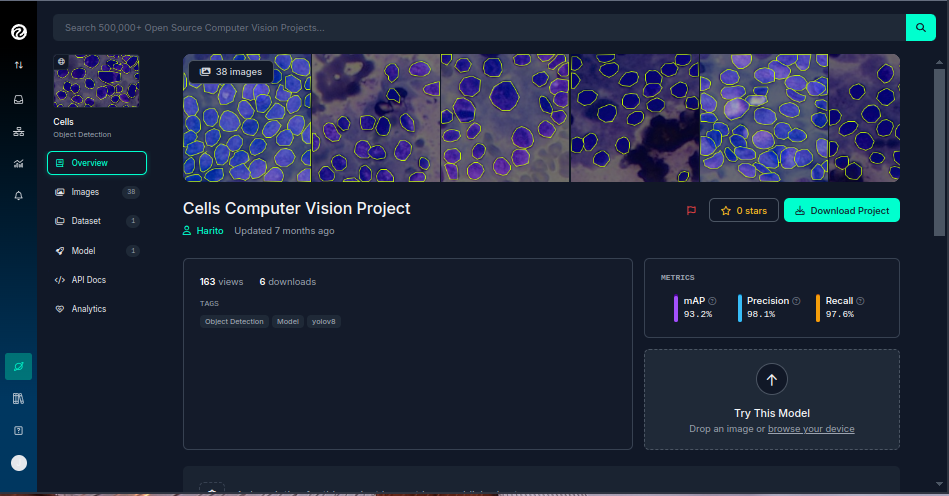 Search 500,000+ Open Source Computer Vision Projects...
38 images
Cells
Object Detection
Overview
Images 38
Dataset 1
Model 1
API Docs
Analytics
Cells Computer Vision Project
0 stars
Download Project
Harito Updated 7 months ago
163 views 6 downloads
TAGS
Object Detection Model yolov8
METRICS
mAP Precision Recall
93.2% 98.1% 97.6%
Try This Model
Drop an image or browse your device